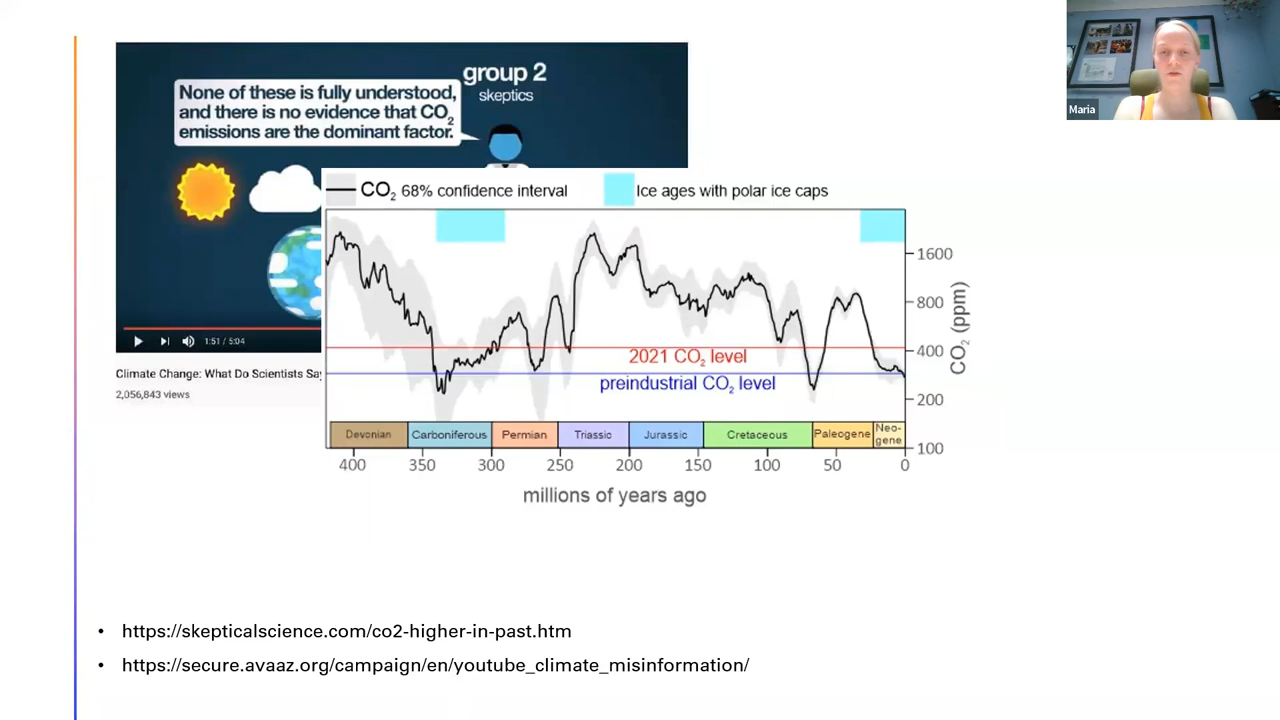 group 2
skeptics
None of these is fully understood,
and there is no evidence that CO₂
emissions are the dominant factor.
Maria
CO₂ 68% confidence interval
Ice ages with polar ice caps
1600
800
400
200
100
CO₂ (ppm)
2021 CO₂ level
preindustrial CO₂ level
1:51 / 5:04
Climate Change: What Do Scientists Say
2,056,843 views
Devonian
Carboniferous
Permian
Triassic
Jurassic
Cretaceous
Paleogene
Neo-
gene
400 350 300 250 200 150 100 50 0
millions of years ago
• https://skepticalscience.com/co2-higher-in-past.htm
• https://secure.avaaz.org/campaign/en/youtube_climate_misinformation/